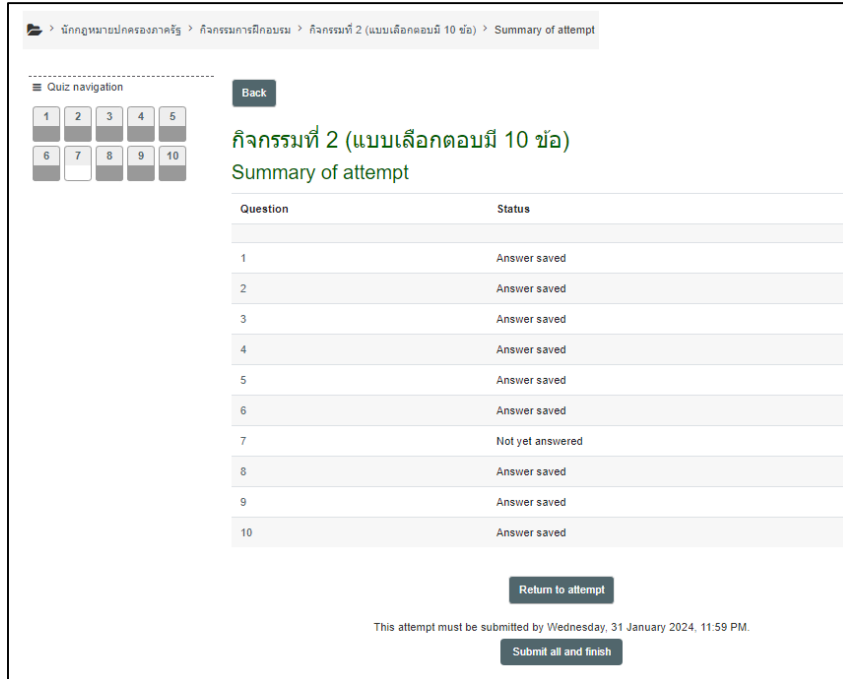 > นักกฎหมายปกครองภาครัฐ > กิจกรรมการฝึกอบรม > กิจกรรมที่ 2 (แบบเลือกตอบมี 10 ข้อ) > Summary of attempt
Quiz navigation
1 2 3 4 5
6 7 8 9 10
Back
กิจกรรมที่ 2 (แบบเลือกตอบมี 10 ข้อ)
Summary of attempt
Question Status
1 Answer saved
2 Answer saved
3 Answer saved
4 Answer saved
5 Answer saved
6 Answer saved
7 Not yet answered
8 Answer saved
9 Answer saved
10 Answer saved
Return to attempt
This attempt must be submitted by Wednesday, 31 January 2024, 11:59 PM.
Submit all and finish